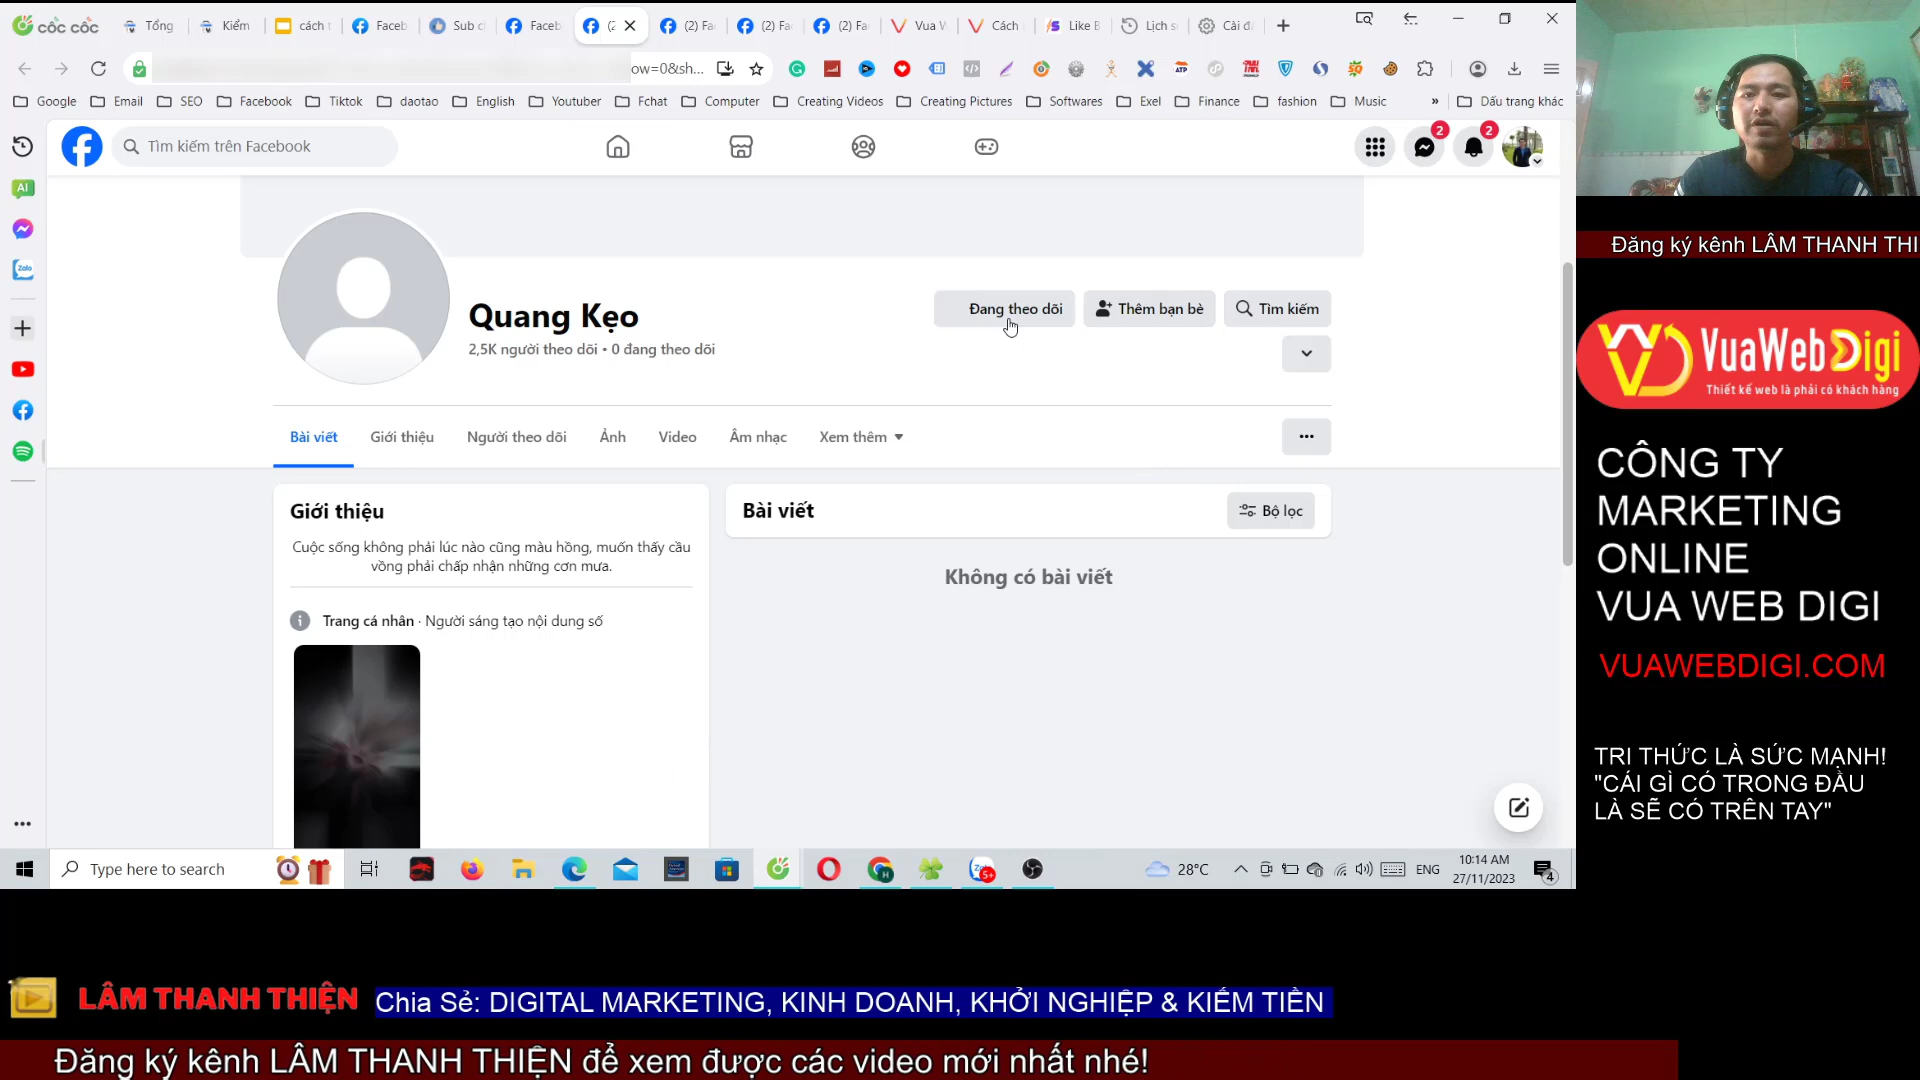 cốc cốc
Tổng
Kiểm
cách t
Faceb
Sub c
Faceb
(2
(2) Fa
(2) Fa
(2) Fa
Vua W
Cách
Like B
Lịch s
Cài đ
ow=0&sh...
Google
Email
SEO
Facebook
Tiktok
daotao
English
Youtuber
Fchat
Computer
Creating Videos
Creating Pictures
Softwares
Exel
Finance
fashion
Music
»
Dấu trang khác
Tìm kiếm trên Facebook
2
2
AI
Zalo
Quang Kẹo
2,5K người theo dõi • 0 đang theo dõi
Đang theo dõi
Thêm bạn bè
Tìm kiếm
Bài viết
Giới thiệu
Người theo dõi
Ảnh
Video
Âm nhạc
Xem thêm
Giới thiệu
Cuộc sống không phải lúc nào cũng màu hồng, muốn thấy cầu
vồng phải chấp nhận những cơn mưa.
Trang cá nhân · Người sáng tạo nội dung số
Bài viết
Bộ lọc
Không có bài viết
Type here to search
5+
28°C
ENG
10:14 AM
27/11/2023
4
Đăng ký kênh LÂM THANH THI
VuaWebDigi
Thiết kế web là phải có khách hàng
CÔNG TY
MARKETING
ONLINE
VUA WEB DIGI
VUAWEBDIGI.COM
TRI THỨC LÀ SỨC MẠNH!
"CÁI GÌ CÓ TRONG ĐẦU
LÀ SẼ CÓ TRÊN TAY"
LÂM THANH THIỆN
Chia Sẻ: DIGITAL MARKETING, KINH DOANH, KHỞI NGHIỆP & KIẾM TIỀN
Đăng ký kênh LÂM THANH THIỆN để xem được các video mới nhất nhé!